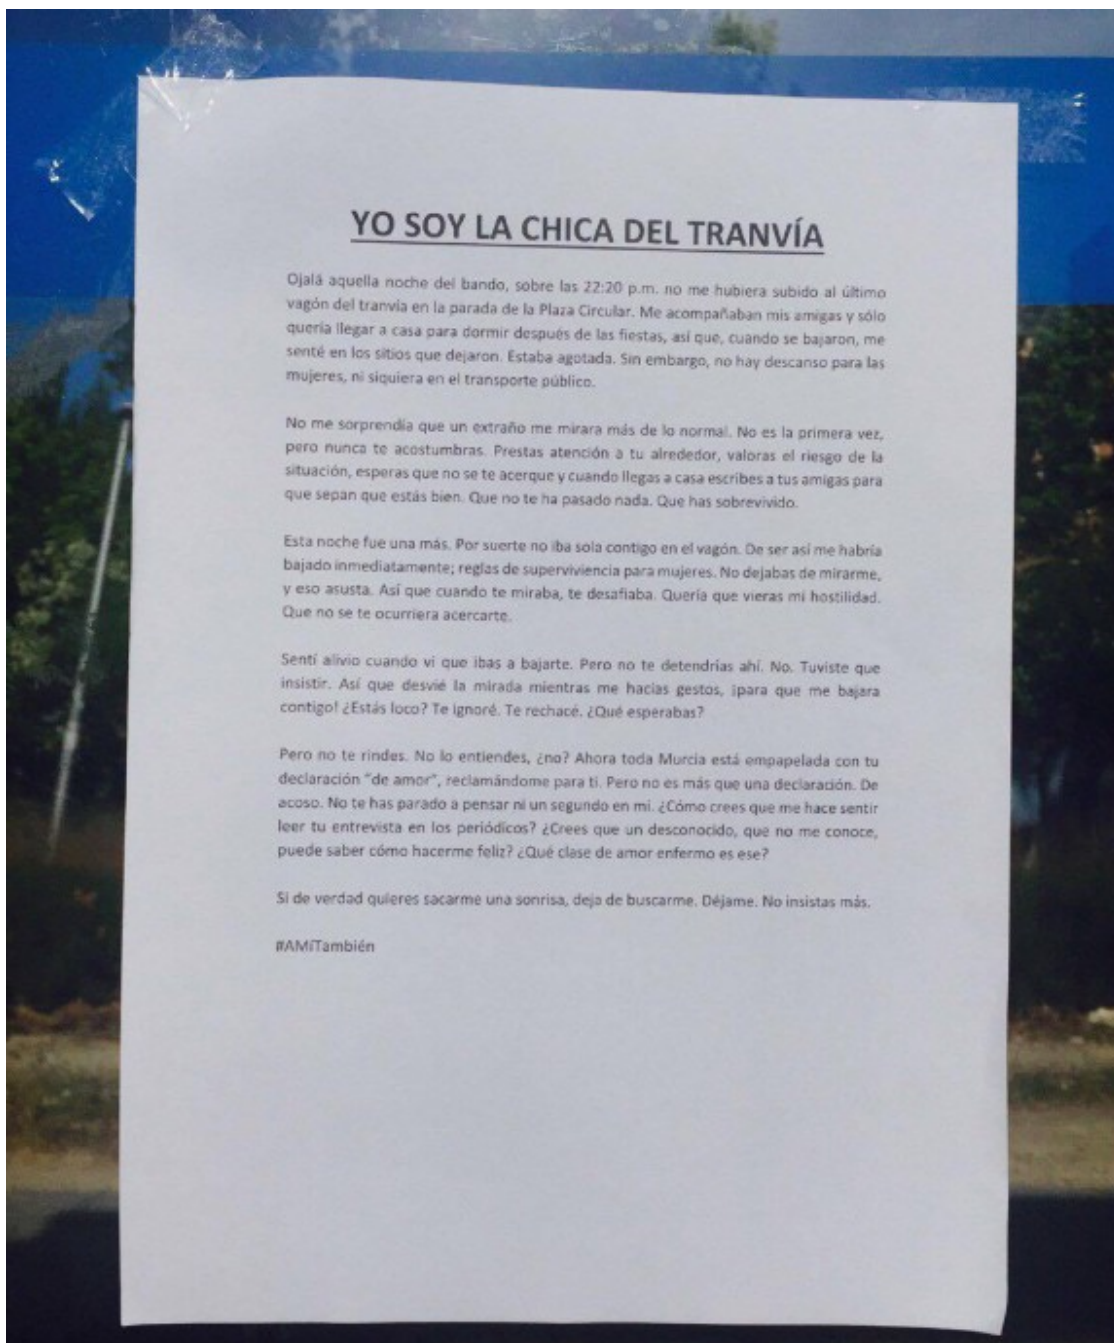 YO SOY LA CHICA DEL TRANVÍA
Ojalá aquella noche del bando, sobre las 22:20 p.m. no me hubiera subido al último
vagón del tranvía en la parada de la Plaza Circular. Me acompañaban mis amigas y sólo
quería llegar a casa para dormir después de las fiestas, así que, cuando se bajaron, me
senté en los sitios que dejaron. Estaba agotada. Sin embargo, no hay descanso para las
mujeres, ni siquiera en el transporte público.
No me sorprendía que un extraño me mirara más de lo normal. No es la primera vez,
pero nunca te acostumbras. Prestas atención a tu alrededor, valoras el riesgo de la
situación, esperas que no se te acerque y cuando llegas a casa escribes a tus amigas para
que sepan que estás bien. Que no te ha pasado nada. Que has sobrevivido.
Esta noche fue una más. Por suerte no iba sola contigo en el vagón. De ser así me habría
bajado inmediatamente; reglas de supervivencia para mujeres. No dejabas de mirarme,
y eso asusta. Así que cuando te miraba, te desafiaba. Quería que vieras mi hostilidad.
Que no se te ocurriera acercarte.
Sentí alivio cuando vi que ibas a bajarte. Pero no te detendrías ahí. No. Tuviste que
insistir. Así que desvié la mirada mientras me hacías gestos, ¡para que me bajara
contigo! ¿Estás loco? Te ignoré. Te rechacé. ¿Qué esperabas?
Pero no te rindes. No lo entiendes, ¿no? Ahora toda Murcia está empapelada con tu
declaración "de amor", reclamándome para ti. Pero no es más que una declaración. De
acoso. No te has parado a pensar ni un segundo en mí. ¿Cómo crees que me hace sentir
leer tu entrevista en los periódicos? ¿Crees que un desconocido, que no me conoce,
puede saber cómo hacerme feliz? ¿Qué clase de amor enfermo es ese?
Si de verdad quieres sacarme una sonrisa, deja de buscarme. Déjame. No insistas más.
#AMíTambién